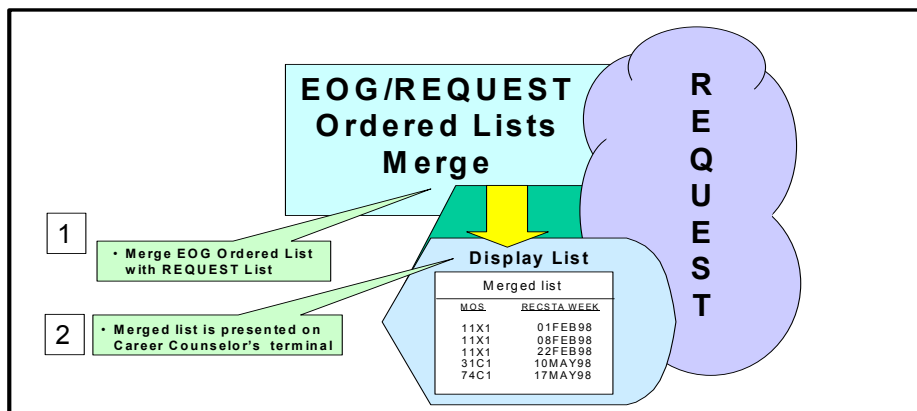 EOG/REQUEST
Ordered Lists
Merge
REQUEST
1
• Merge EOG Ordered List
with REQUEST List
2
• Merged list is presented on
Career Counselor's terminal
Display List
Merged list
MOS RECSTA WEEK
11X1 01FEB98
11X1 08FEB98
11X1 22FEB98
31C1 10MAY98
74C1 17MAY98